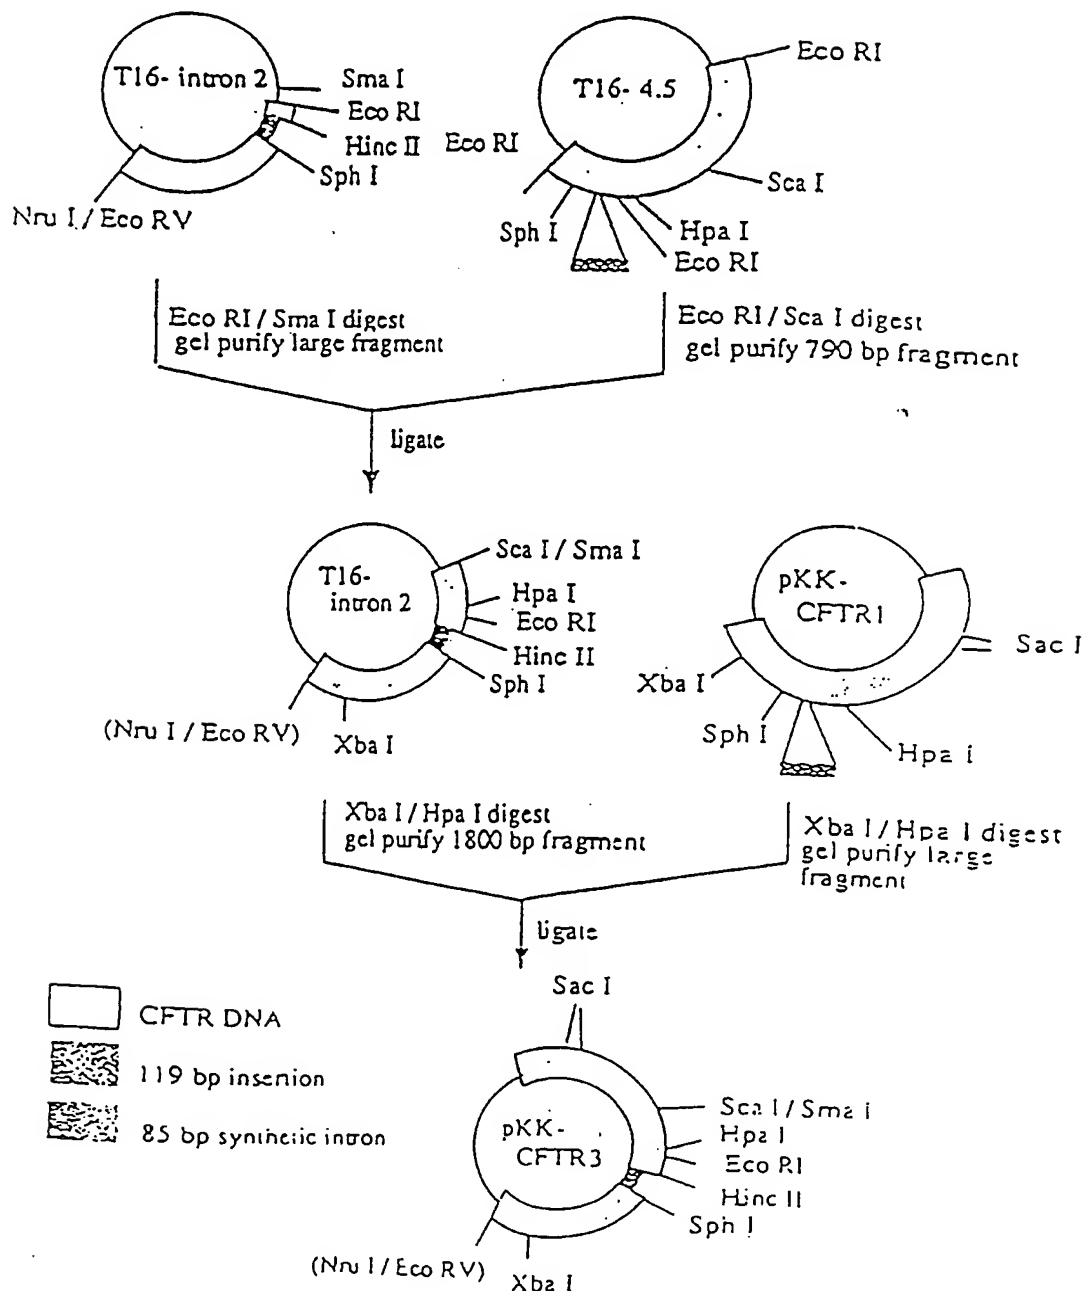 T16- intron 2
Sma I
Eco RI
Hinc II
Sph I
Nru I / Eco RV
T16- 4.5
Eco RI
Eco RI
Sca I
Sph I
Hpa I
Eco RI
Eco RI / Sma I digest
gel purify large fragment
Eco RI / Sca I digest
gel purify 790 bp fragment
ligate
T16-
intron 2
Sca I / Sma I
Hpa I
Eco RI
Hinc II
Sph I
(Nru I / Eco RV)
Xba I
pKK-
CFTR1
Sac I
Xba I
Sph I
Hpa I
Xba I / Hpa I digest
gel purify 1800 bp fragment
Xba I / Hpa I digest
gel purify large
fragment
ligate
Sac I
CFTR DNA
119 bp insertion
85 bp synthetic intron
pKK-
CFTR3
Sca I / Sma I
Hpa I
Eco RI
Hinc II
Sph I
(Nru I / Eco RV)
Xba I